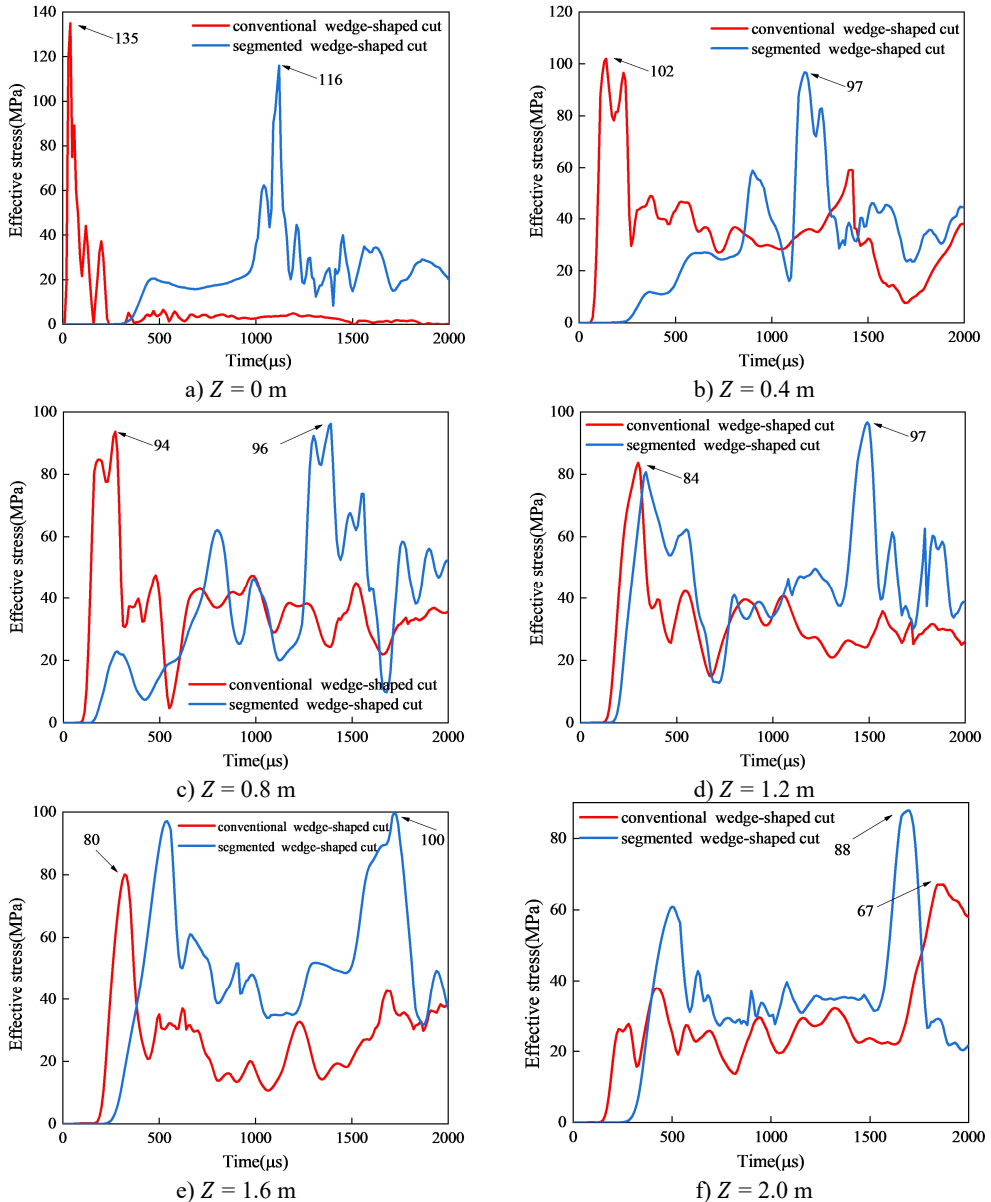 140
120
100
80
60
40
20
0
Effective stress(MPa)
conventional wedge-shaped cut
segmented wedge-shaped cut
135
116
0 500 1000 1500 2000
Time(μs)
a) Z = 0 m
120
100
80
60
40
20
0
Effective stress(MPa)
conventional wedge-shaped cut
segmented wedge-shaped cut
102
97
0 500 1000 1500 2000
Time(μs)
b) Z = 0.4 m
100
80
60
40
20
0
Effective stress(MPa)
94
96
conventional wedge-shaped cut
segmented wedge-shaped cut
0 500 1000 1500 2000
Time(μs)
c) Z = 0.8 m
100
80
60
40
20
0
Effective stress(MPa)
conventional wedge-shaped cut
segmented wedge-shaped cut
84
97
0 500 1000 1500 2000
Time(μs)
d) Z = 1.2 m
100
80
60
40
20
0
Effective stress(MPa)
conventional wedge-shaped cut
segmented wedge-shaped cut
80
100
0 500 1000 1500 2000
Time(μs)
e) Z = 1.6 m
80
60
40
20
0
Effective stress(MPa)
conventional wedge-shaped cut
segmented wedge-shaped cut
88
67
0 500 1000 1500 2000
Time(μs)
f) Z = 2.0 m